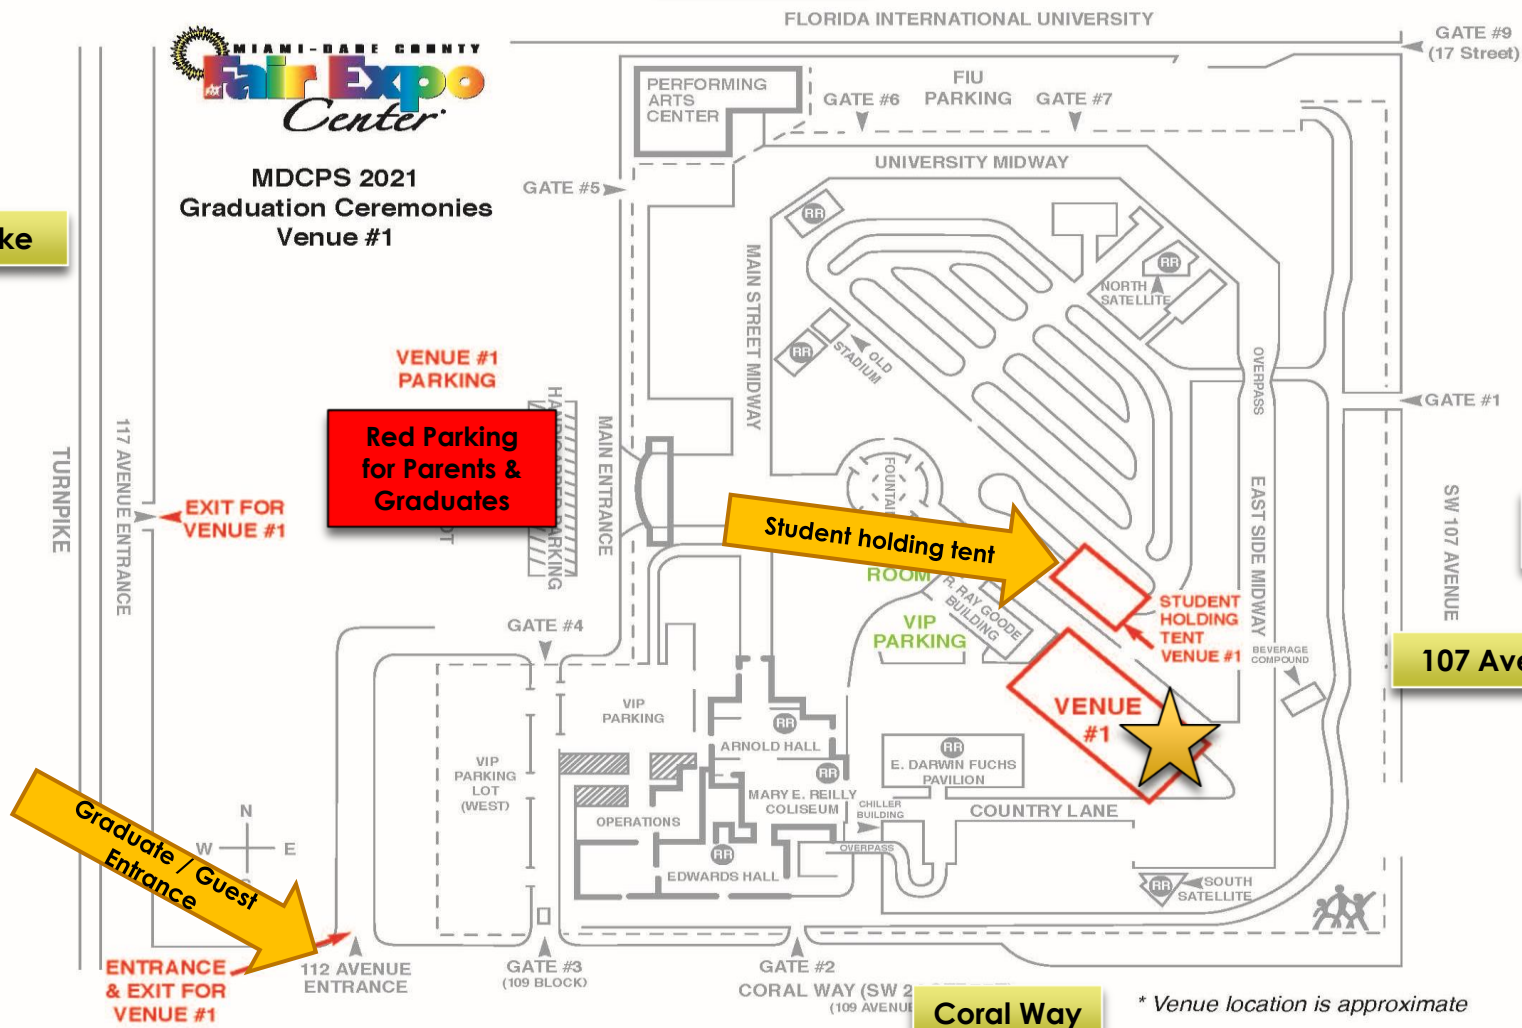 FLORIDA INTERNATIONAL UNIVERSITY
GATE #9
(17 Street)
MIAMI-DADE COUNTY
Fair Expo
Center
MDCPS 2021
Graduation Ceremonies
Venue #1
PERFORMING
ARTS
CENTER
FIU
PARKING
GATE #6
GATE #7
GATE #5
UNIVERSITY MIDWAY
RR
MAIN STREET MIDWAY
RR
NORTH
SATELLITE
RR
OLD
STADIUM
OVERPASS
GATE #1
VENUE #1
PARKING
HANDICAPPED PARKING
Red Parking
for Parents &
Graduates
MAIN ENTRANCE
TURNPIKE
117 AVENUE ENTRANCE
EXIT FOR
VENUE #1
Student holding tent
ROOM
R. RAY GOODE
BUILDING
VIP
PARKING
STUDENT
HOLDING
TENT
VENUE #1
EAST SIDE MIDWAY
SW 107 AVENUE
BEVERAGE
COMPOUND
GATE #4
VENUE
#1
VIP
PARKING
VIP
PARKING
LOT
(WEST)
RR
ARNOLD HALL
RR
MARY E. REILLY
COLISEUM
RR
E. DARWIN FUCHS
PAVILION
CHILLER
BUILDING
OVERPASS
COUNTRY LANE
OPERATIONS
RR
EDWARDS HALL
RR
SOUTH
SATELLITE
N
W
E
Graduate / Guest
Entrance
ENTRANCE
& EXIT FOR
VENUE #1
112 AVENUE
ENTRANCE
GATE #3
(109 BLOCK)
GATE #2
CORAL WAY (SW 2
(109 AVENU
Coral Way
* Venue location is approximate